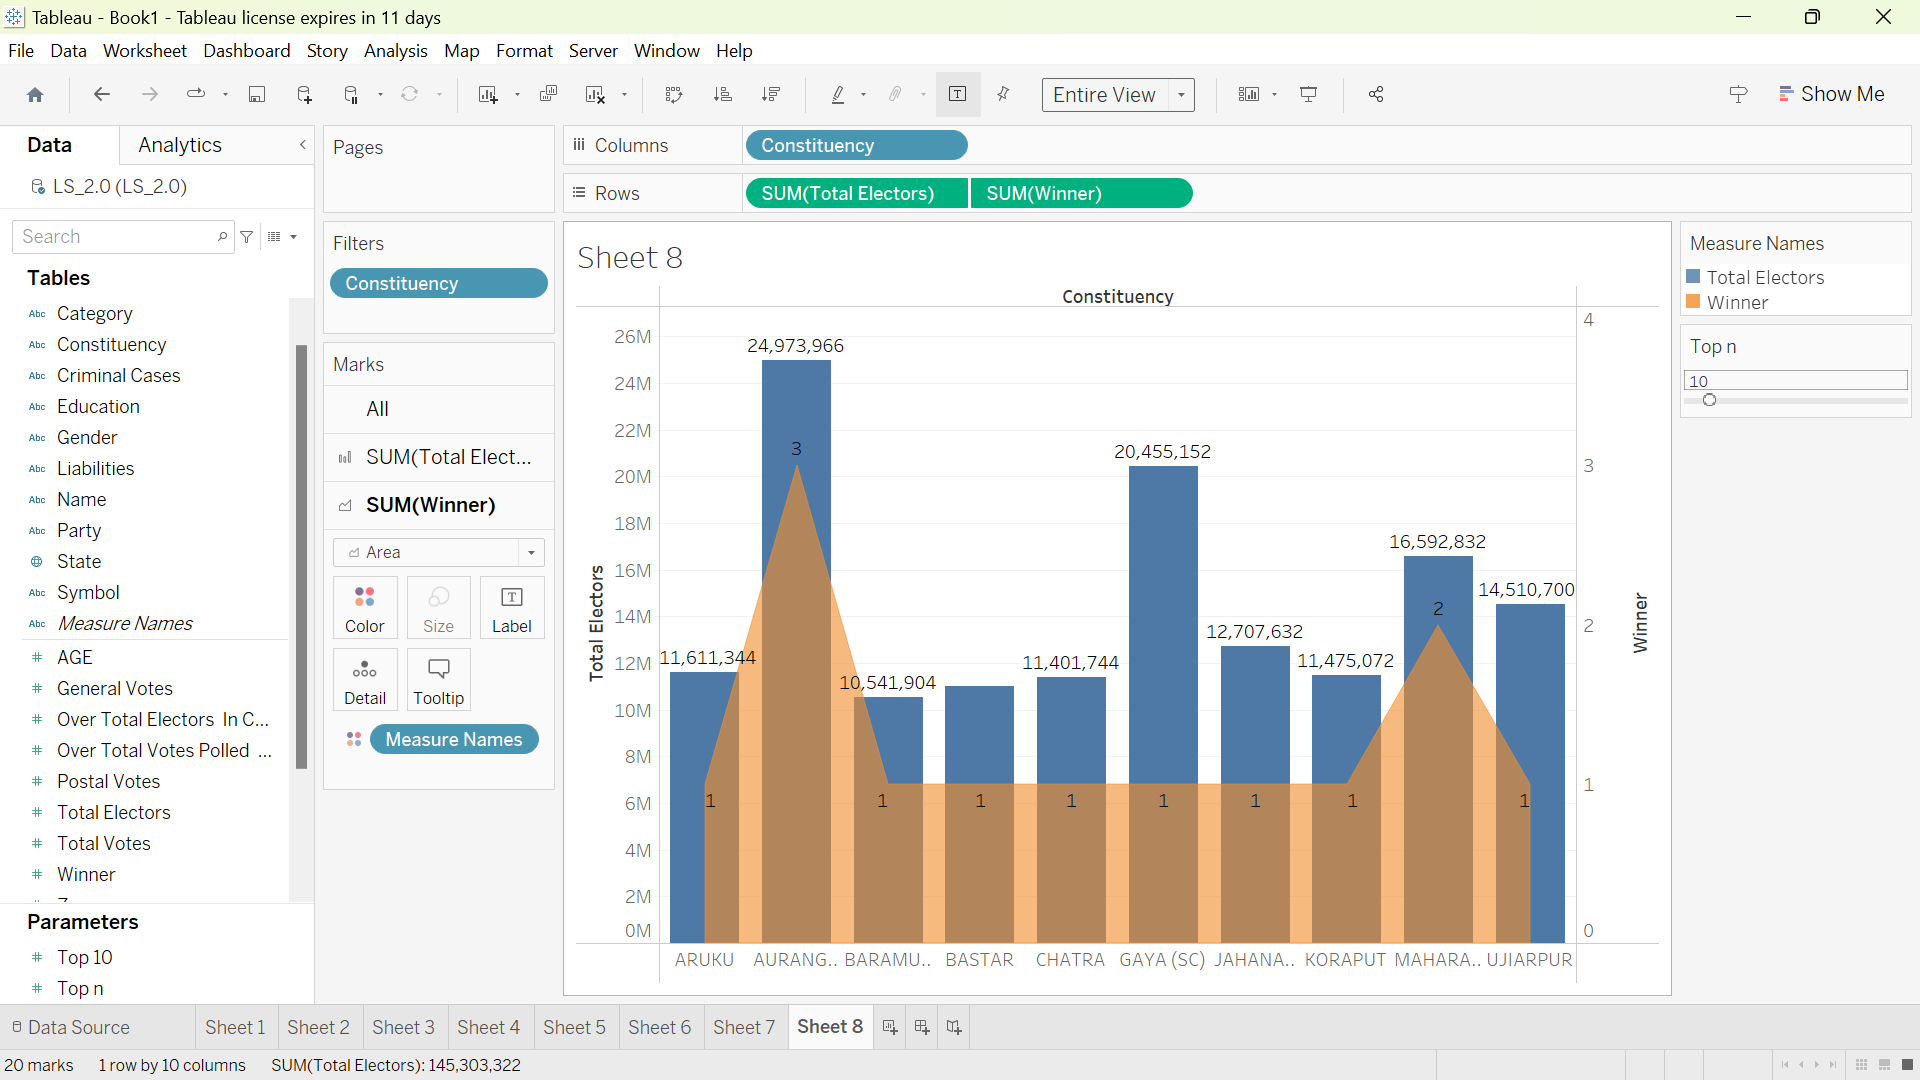 Tableau - Book1 - Tableau license expires in 11 days
File Data Worksheet Dashboard Story Analysis Map Format Server Window Help
Entire View
Show Me
Data
Analytics
LS_2.0 (LS_2.0)
Search
Tables
Abc Category
Abc Constituency
Abc Criminal Cases
Abc Education
Abc Gender
Abc Liabilities
Abc Name
Abc Party
State
Abc Symbol
Abc Measure Names
# AGE
# General Votes
# Over Total Electors In C...
# Over Total Votes Polled ...
# Postal Votes
# Total Electors
# Total Votes
# Winner
Parameters
# Top 10
# Top n
Pages
Filters
Constituency
Marks
All
SUM(Total Elect...
SUM(Winner)
Area
Color
Size
Label
Detail
Tooltip
Measure Names
Columns
Constituency
Rows
SUM(Total Electors)
SUM(Winner)
Sheet 8
Constituency
Total Electors
26M
24M
22M
20M
18M
16M
14M
12M
10M
8M
6M
4M
2M
0M
11,611,344
24,973,966
10,541,904
11,401,744
20,455,152
12,707,632
11,475,072
16,592,832
14,510,700
1
3
1
1
1
1
1
1
2
1
ARUKU
AURANG..
BARAMU..
BASTAR
CHATRA
GAYA (SC)
JAHANA..
KORAPUT
MAHARA..
UJIARPUR
4
3
2
1
0
Winner
Measure Names
Total Electors
Winner
Top n
10
Data Source
Sheet 1
Sheet 2
Sheet 3
Sheet 4
Sheet 5
Sheet 6
Sheet 7
Sheet 8
20 marks
1 row by 10 columns
SUM(Total Electors): 145,303,322